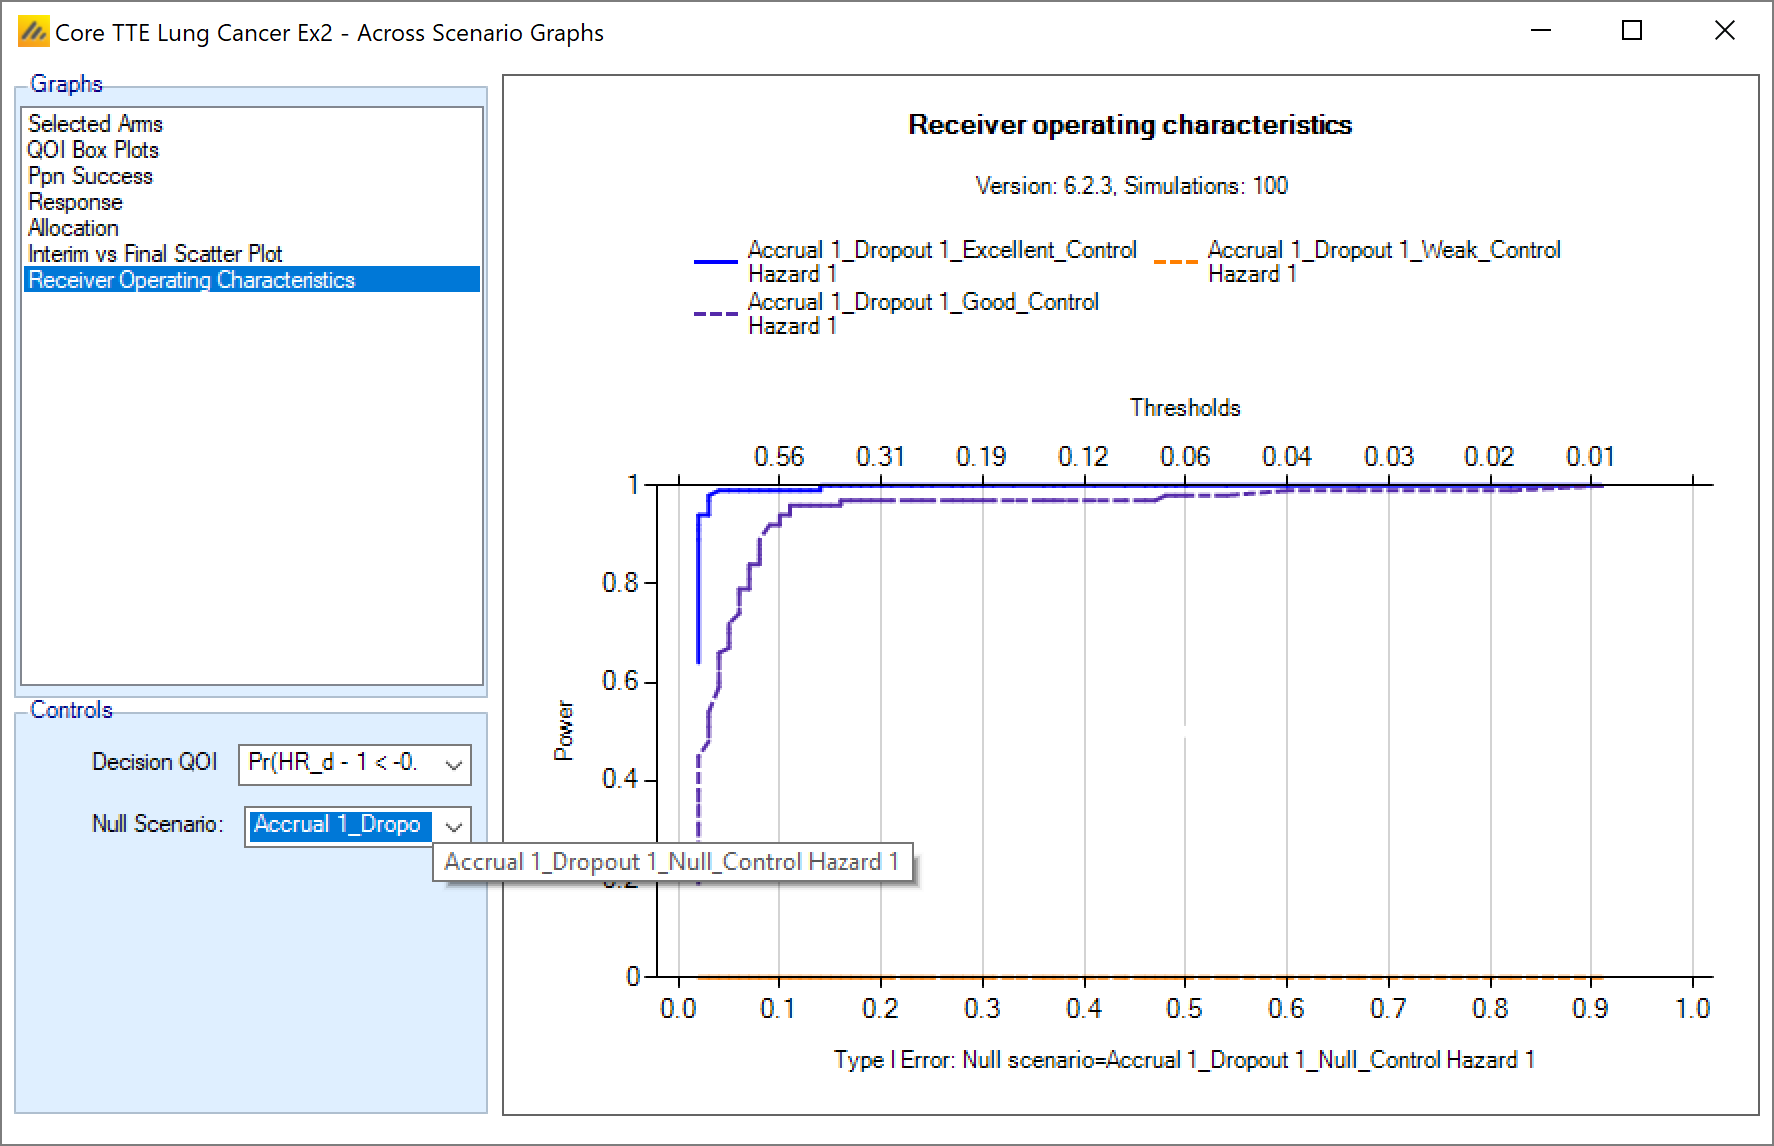 Core TTE Lung Cancer Ex2 - Across Scenario Graphs
Graphs
Selected Arms
QOI Box Plots
Ppn Success
Response
Allocation
Interim vs Final Scatter Plot
Receiver Operating Characteristics
Controls
Decision QOI
Pr(HR_d - 1 < -0.
Null Scenario:
Accrual 1_Dropo
Accrual 1_Dropout 1_Null_Control Hazard 1
Receiver operating characteristics
Version: 6.2.3, Simulations: 100
Accrual 1_Dropout 1_Excellent_Control
Hazard 1
Accrual 1_Dropout 1_Weak_Control
Hazard 1
Accrual 1_Dropout 1_Good_Control
Hazard 1
Thresholds
0.56 0.31 0.19 0.12 0.06 0.04 0.03 0.02 0.01
1
0.8
0.6
0.4
0
Power
0.0 0.1 0.2 0.3 0.4 0.5 0.6 0.7 0.8 0.9 1.0
Type I Error: Null scenario=Accrual 1_Dropout 1_Null_Control Hazard 1